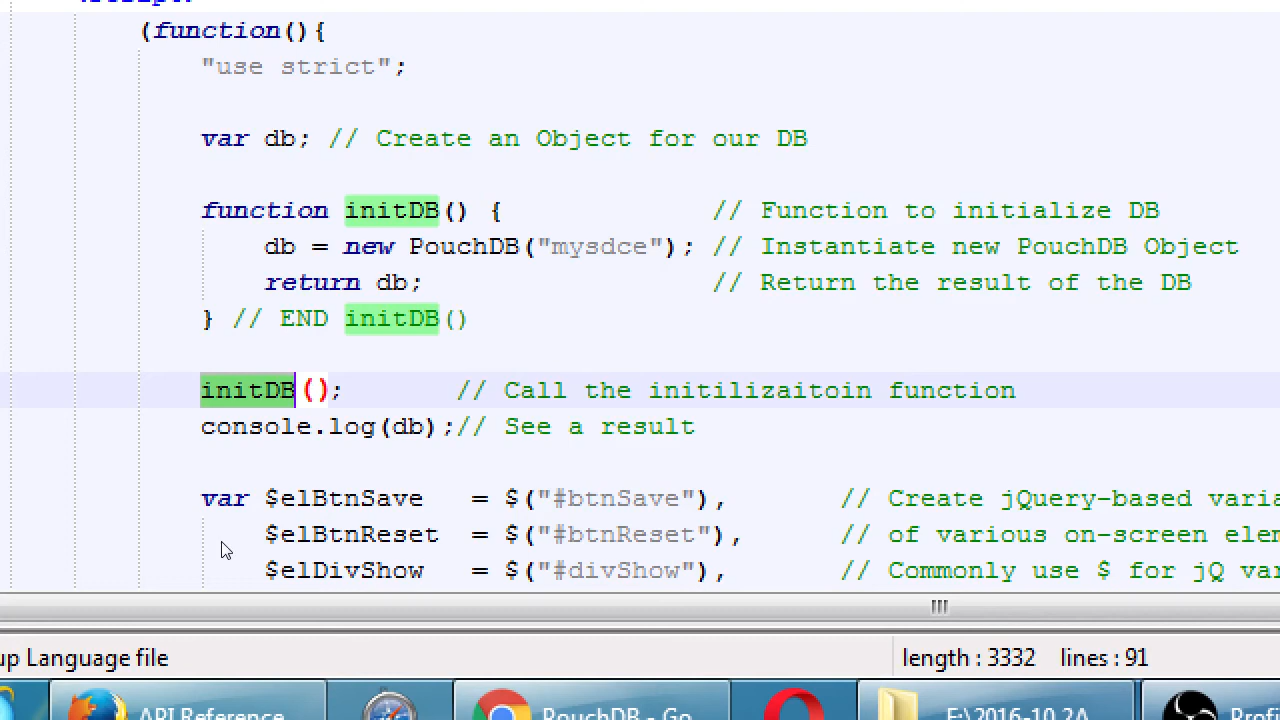 (function(){
"use strict";
var db; // Create an Object for our DB
function initDB() { // Function to initialize DB
db = new PouchDB("mysdce"); // Instantiate new PouchDB Object
return db; // Return the result of the DB
} // END initDB()
initDB(); // Call the initilizaitoin function
console.log(db);// See a result
var $elBtnSave = $("#btnSave"), // Create jQuery-based varia
$elBtnReset = $("#btnReset"), // of various on-screen elem
$elDivShow = $("#divShow"), // Commonly use $ for jQ var
up Language file length : 3332 lines : 91
API Reference PouchDB - Go E:\2016-10.2A Profi